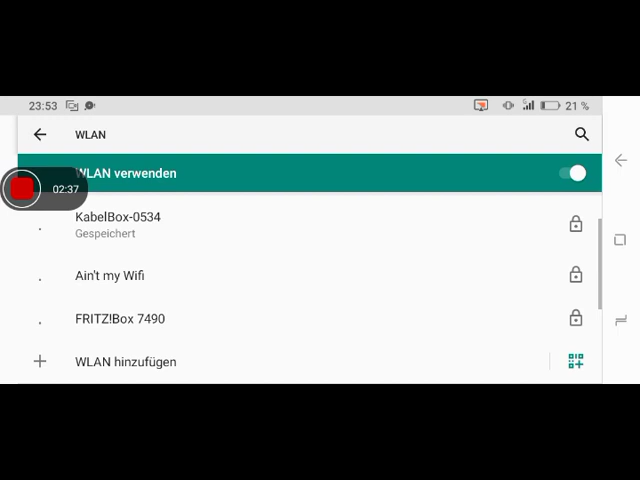 23:53 21 %
WLAN
WLAN verwenden
02:37
KabelBox-0534
Gespeichert
Ain't my Wifi
FRITZ!Box 7490
WLAN hinzufügen